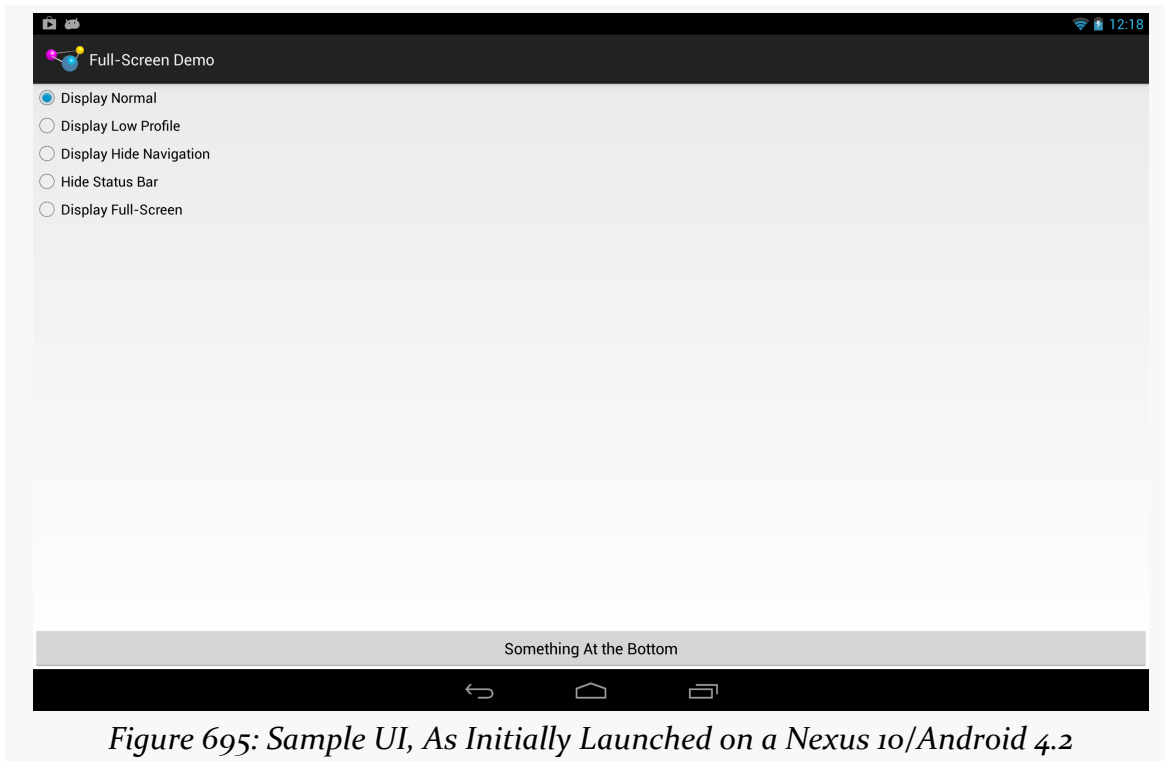 12:18
Full-Screen Demo
Display Normal
Display Low Profile
Display Hide Navigation
Hide Status Bar
Display Full-Screen
Something At the Bottom
Figure 695: Sample UI, As Initially Launched on a Nexus 10/Android 4.2